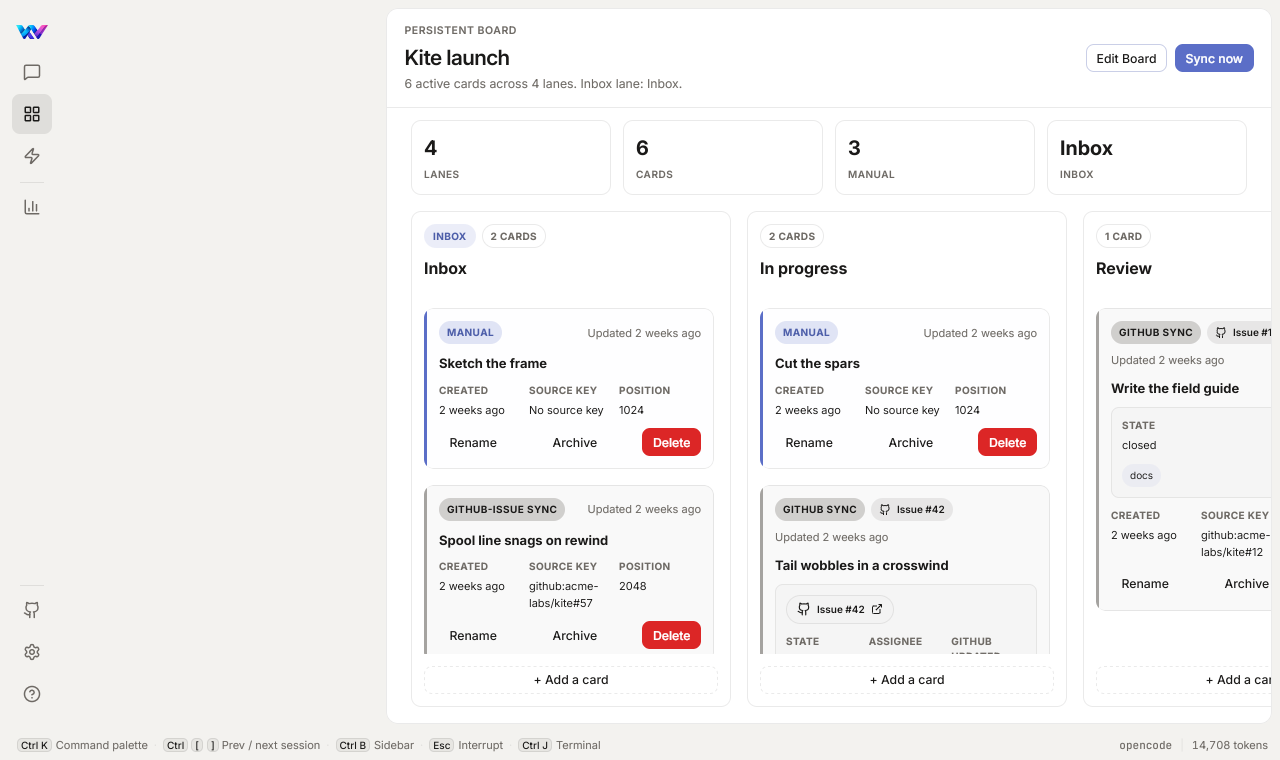 PERSISTENT BOARD
Kite launch
6 active cards across 4 lanes. Inbox lane: Inbox.
Edit Board
Sync now
4
LANES
6
CARDS
3
MANUAL
Inbox
INBOX
INBOX
2 CARDS
Inbox
MANUAL
Updated 2 weeks ago
Sketch the frame
CREATED SOURCE KEY POSITION
2 weeks ago No source key 1024
Rename Archive Delete
GITHUB-ISSUE SYNC
Updated 2 weeks ago
Spool line snags on rewind
CREATED SOURCE KEY POSITION
2 weeks ago github:acme- 2048
labs/kite#57
Rename Archive Delete
+ Add a card
2 CARDS
In progress
MANUAL
Updated 2 weeks ago
Cut the spars
CREATED SOURCE KEY POSITION
2 weeks ago No source key 1024
Rename Archive Delete
GITHUB SYNC
Issue #42
Updated 2 weeks ago
Tail wobbles in a crosswind
Issue #42
STATE ASSIGNEE GITHUB
UPDATED
+ Add a card
1 CARD
Review
GITHUB SYNC
Issue #1
Updated 2 weeks ago
Write the field guide
STATE
closed
docs
CREATED SOURCE KEY
2 weeks ago github:acme-
labs/kite#12
Rename Archive
+ Add a car
Ctrl K Command palette Ctrl [ ] Prev / next session Ctrl B Sidebar Esc Interrupt Ctrl J Terminal
opencode 14,708 tokens